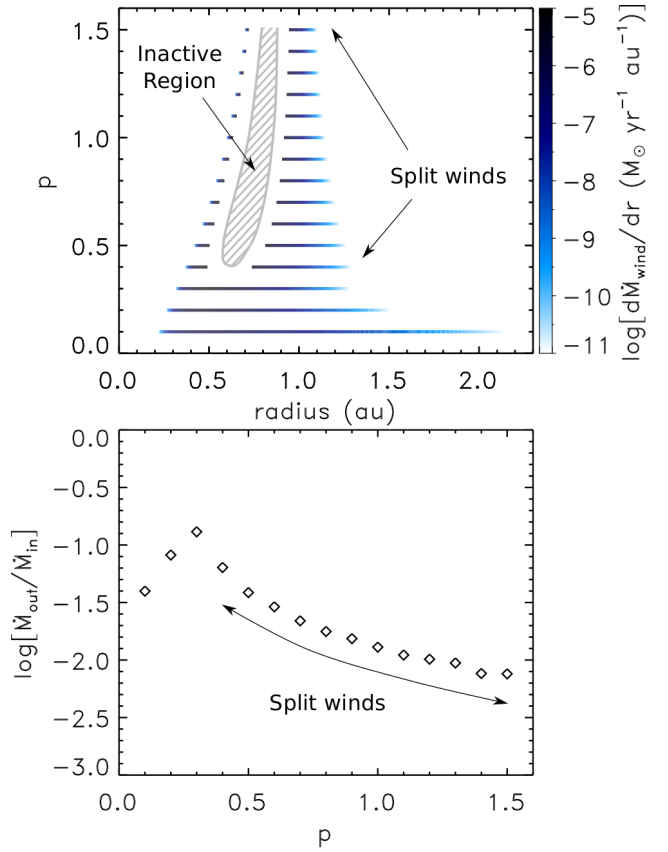 1.5
1.0
0.5
0.0
p
Inactive
Region
Split winds
0.0 0.5 1.0 1.5 2.0
radius (au)
−5
−6
−7
−8
−9
−10
−11
log[dṀwind/dr (M⊙ yr−1 au−1)]
0.0
−0.5
−1.0
−1.5
−2.0
−2.5
−3.0
log[Ṁout/Ṁin]
Split winds
0.0 0.5 1.0 1.5
p